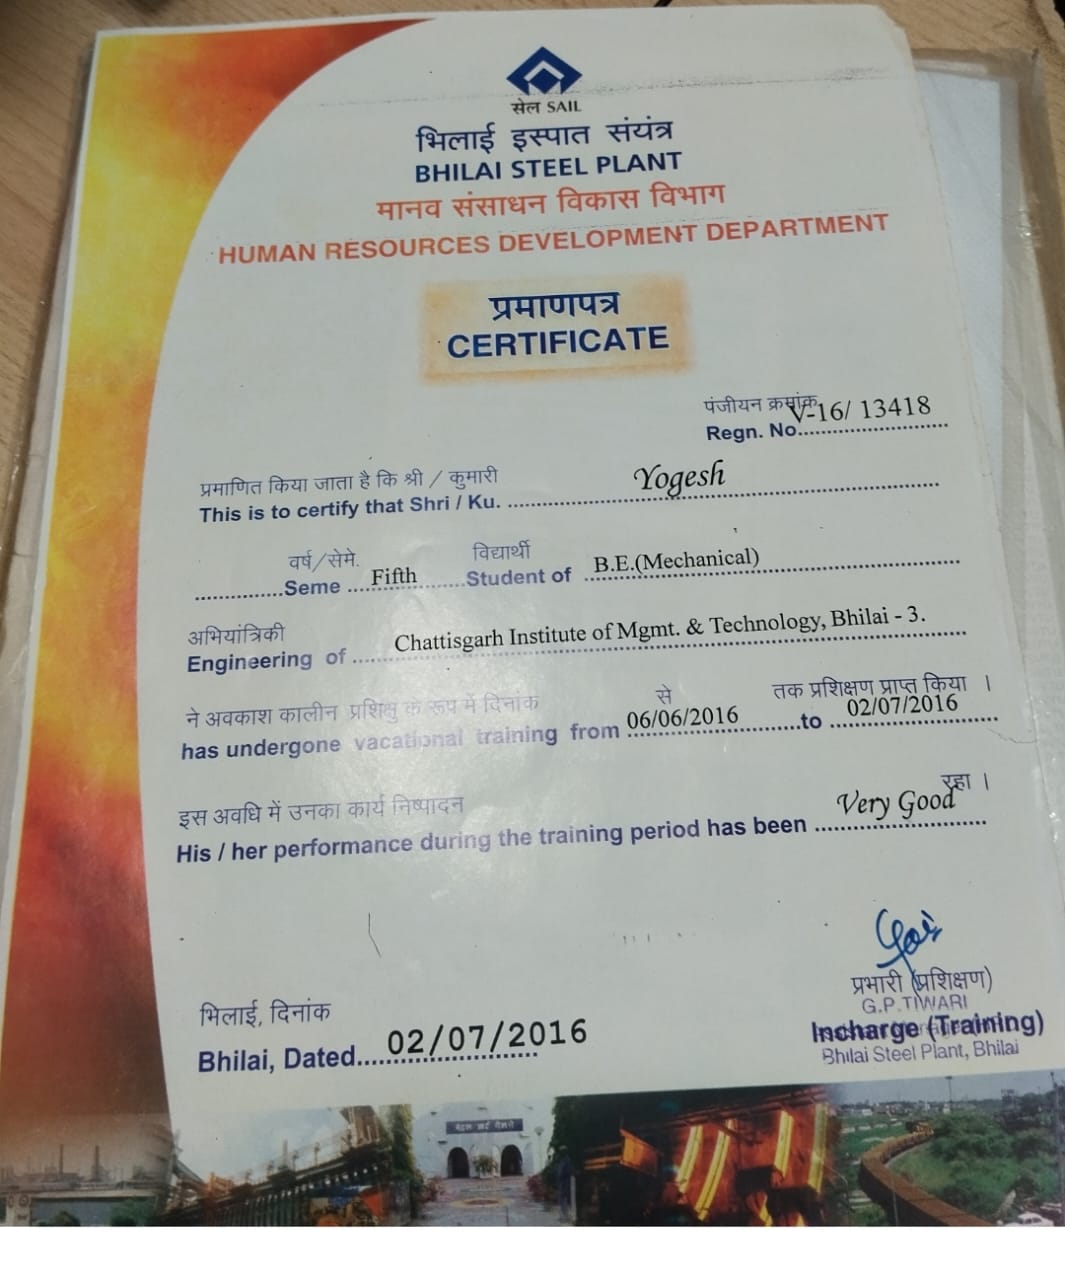 सेल SAIL
भिलाई इस्पात संयंत्र
BHILAI STEEL PLANT
मानव संसाधन विकास विभाग
HUMAN RESOURCES DEVELOPMENT DEPARTMENT
प्रमाणपत्र
CERTIFICATE
पंजीयन क्रमांक
Regn. No. V-16/ 13418
प्रमाणित किया जाता है कि श्री / कुमारी
This is to certify that Shri / Ku. Yogesh
वर्ष/सेमे. विद्यार्थी
Seme Fifth Student of B.E.(Mechanical)
अभियांत्रिकी
Engineering of Chattisgarh Institute of Mgmt. & Technology, Bhilai - 3.
ने अवकाश कालीन प्रशिक्षु के रूप में दिनांक से तक प्रशिक्षण प्राप्त किया ।
has undergone vacational training from 06/06/2016 to 02/07/2016
इस अवधि में उनका कार्य निष्पादन रहा ।
His / her performance during the training period has been Very Good
प्रभारी (प्रशिक्षण)
G.P.TIWARI
Incharge (Training)
Bhilai Steel Plant, Bhilai
भिलाई, दिनांक
Bhilai, Dated.... 02/07/2016